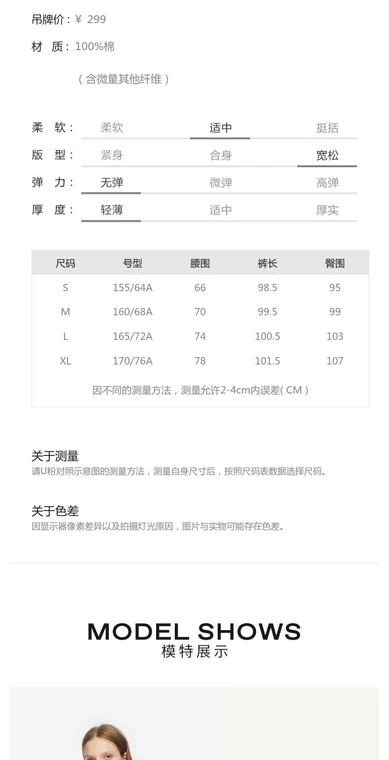 吊牌价：¥ 299
材 质：100%棉
（含微量其他纤维）
柔 软： 柔软 适中 挺括
版 型： 紧身 合身 宽松
弹 力： 无弹 微弹 高弹
厚 度： 轻薄 适中 厚实
尺码 号型 腰围 裤长 臀围
S 155/64A 66 98.5 95
M 160/68A 70 99.5 99
L 165/72A 74 100.5 103
XL 170/76A 78 101.5 107
因不同的测量方法，测量允许2-4cm内误差( CM )
关于测量
请U粉对照示意图的测量方法，测量自身尺寸后，按照尺码表数据选择尺码。
关于色差
因显示器像素差异以及拍摄灯光原因，图片与实物可能存在色差。
MODEL SHOWS
模特展示